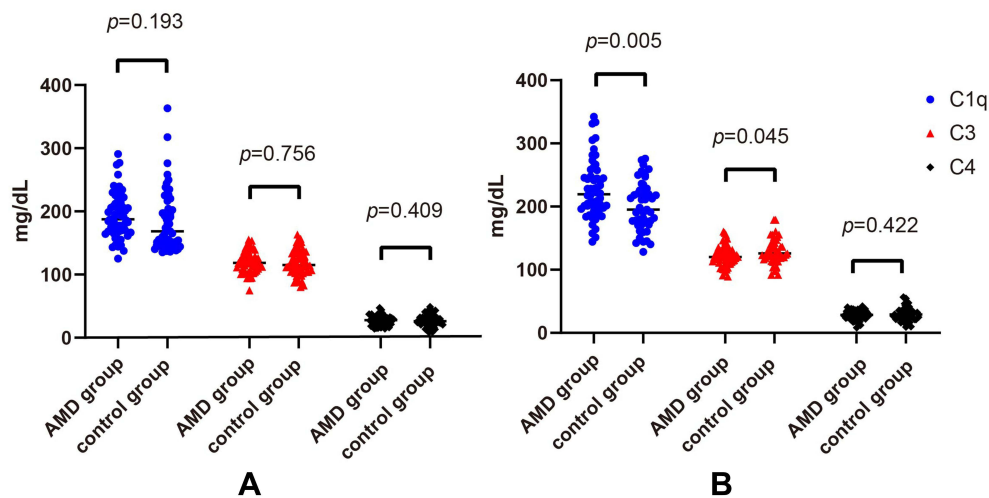 p=0.193
p=0.756
p=0.409
400
300
200
100
0
mg/dL
AMD group
control group
AMD group
control group
AMD group
control group
A
p=0.005
p=0.045
p=0.422
400
300
200
100
0
mg/dL
AMD group
control group
AMD group
control group
AMD group
control group
B
C1q
C3
C4